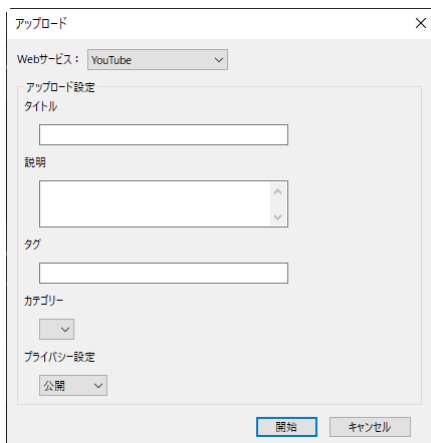 アップロード
Webサービス： YouTube
アップロード設定
タイトル
説明
タグ
カテゴリー
プライバシー設定
公開
開始 キャンセル